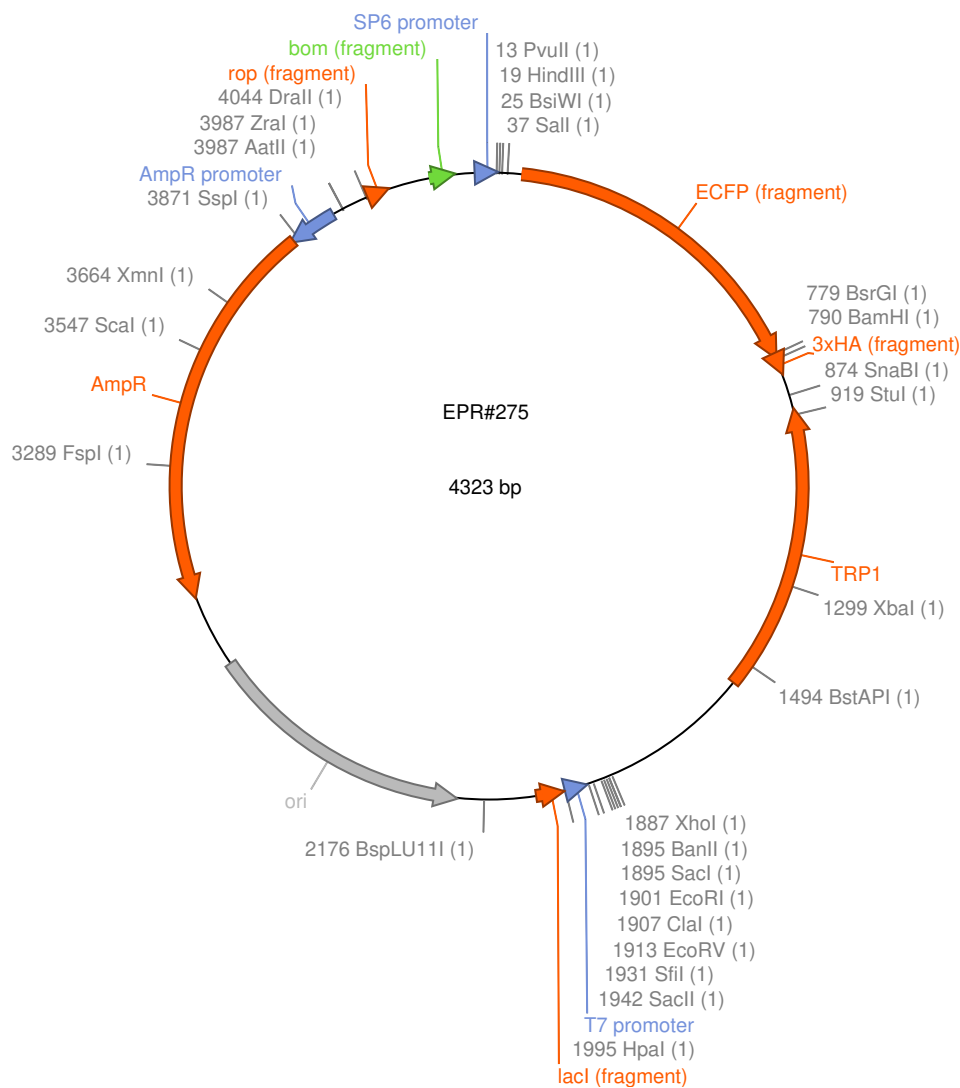 SP6 promoter
bom (fragment)
rop (fragment)
4044 DraII (1)
3987 ZraI (1)
3987 AatII (1)
AmpR promoter
3871 SspI (1)
3664 XmnI (1)
3547 ScaI (1)
AmpR
3289 FspI (1)
13 PvuII (1)
19 HindIII (1)
25 BsiWI (1)
37 SalI (1)
ECFP (fragment)
779 BsrGI (1)
790 BamHI (1)
3xHA (fragment)
874 SnaBI (1)
919 StuI (1)
EPR#275
4323 bp
TRP1
1299 XbaI (1)
1494 BstAPI (1)
ori
2176 BspLU11I (1)
1887 XhoI (1)
1895 BanII (1)
1895 SacI (1)
1901 EcoRI (1)
1907 ClaI (1)
1913 EcoRV (1)
1931 SfiI (1)
1942 SacII (1)
T7 promoter
1995 HpaI (1)
lacI (fragment)